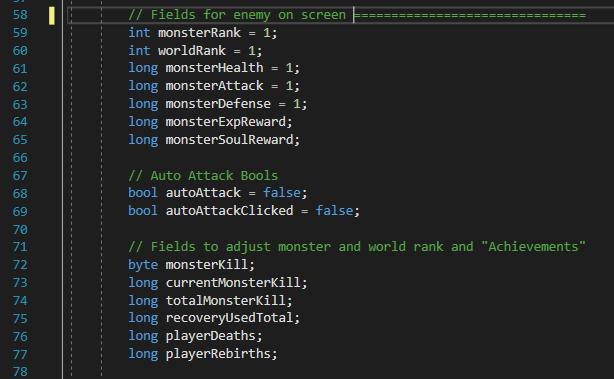 58 // Fields for enemy on screen ===============================
59 int monsterRank = 1;
60 int worldRank = 1;
61 long monsterHealth = 1;
62 long monsterAttack = 1;
63 long monsterDefense = 1;
64 long monsterExpReward;
65 long monsterSoulReward;
66
67 // Auto Attack Bools
68 bool autoAttack = false;
69 bool autoAttackClicked = false;
70
71 // Fields to adjust monster and world rank and "Achievements"
72 byte monsterKill;
73 long currentMonsterKill;
74 long totalMonsterKill;
75 long recoveryUsedTotal;
76 long playerDeaths;
77 long playerRebirths;
78